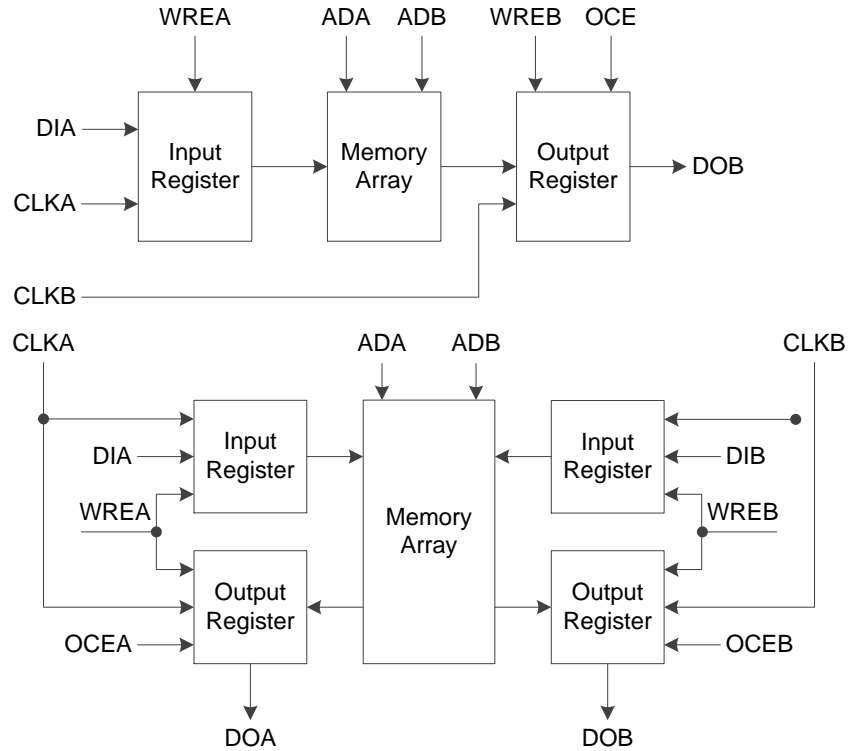 WREA ADA ADB WREB OCE
DIA
Input
Register
Memory
Array
Output
Register
DOB
CLKA
CLKB
CLKA ADA ADB CLKB
DIA
Input
Register
Input
Register
DIB
WREA
Memory
Array
WREB
Output
Register
Output
Register
OCEA
OCEB
DOA DOB